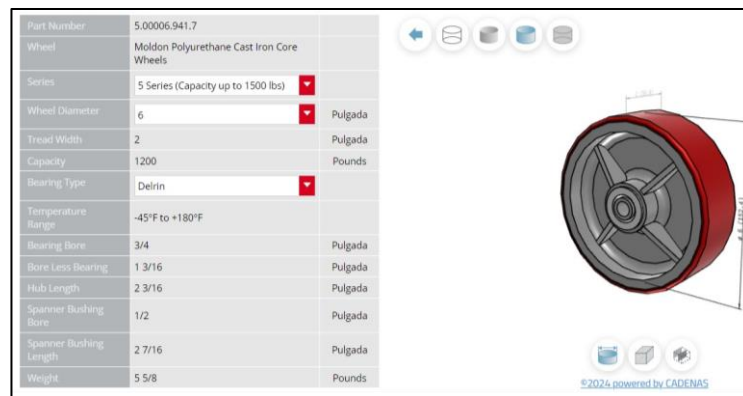 Part Number 5.00006.941.7
Wheel Moldon Polyurethane Cast Iron Core
Wheels
Series 5 Series (Capacity up to 1500 lbs)
Wheel Diameter 6 Pulgada
Tread Width 2 Pulgada
Capacity 1200 Pounds
Bearing Type Delrin
Temperature
Range -45°F to +180°F
Bearing Bore 3/4 Pulgada
Bore Less Bearing 1 3/16 Pulgada
Hub Length 2 3/16 Pulgada
Spanner Bushing
Bore 1/2 Pulgada
Spanner Bushing
Length 2 7/16 Pulgada
Weight 5 5/8 Pounds
©2024 powered by CADENAS